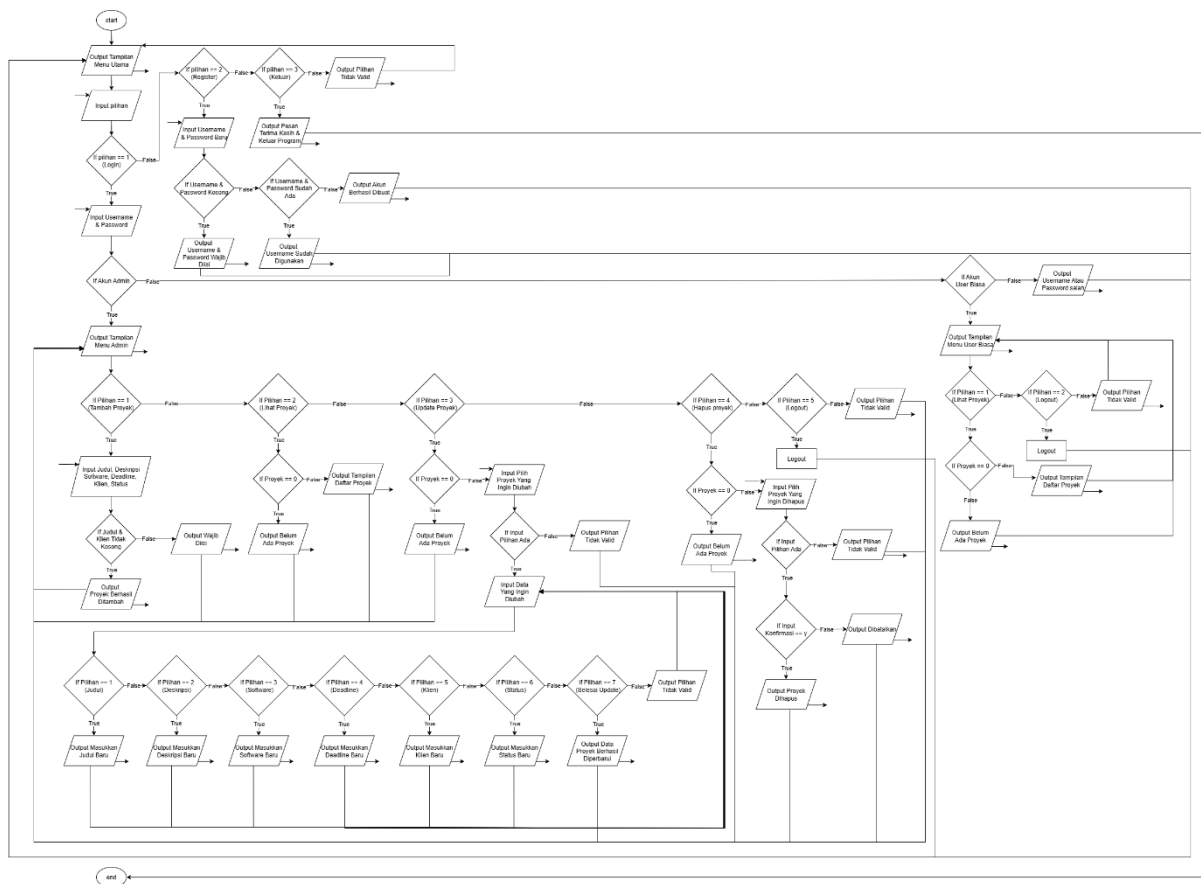 start
Output Tampilan
Menu Utama
Input pilihan
If pilihan == 1
(Login)
False
True
Input Username
& Password
If pilihan == 2
(Register)
False
True
If pilihan == 3
(Keluar)
False
True
Output Pilihan
Tidak Valid
Input Username
& Password Baru
Output Pesan
Terima Kasih &
Keluar Program
If Username &
Password Kosong
False
True
If Username &
Password Sudah
Ada
False
True
Output Akun
Berhasil Dibuat
Output
Username &
Password Wajib
Diisi
Output
Username Sudah
Digunakan
If Akun Admin
False
True
If Akun
User Biasa
False
True
Output
Username Atau
Password salah
Output Tampilan
Menu Admin
Output Tampilan
Menu User Biasa
If Pilihan == 1
(Tambah Proyek)
False
True
If Pilihan == 2
(Lihat Proyek)
False
True
If Pilihan == 3
(Update Proyek)
False
True
If Pilihan == 4
(Hapus proyek)
False
True
If Pilihan == 5
(Logout)
False
True
Output Pilihan
Tidak Valid
Logout
If Pilihan == 1
(Lihat Proyek)
False
True
If Pilihan == 2
(Logout)
False
True
Output Pilihan
Tidak Valid
Logout
Input Judul, Deskripsi
Software, Deadline,
Klien, Status
If Proyek == 0
False
True
Output Tampilan
Daftar Proyek
If Proyek == 0
False
True
Input Pilih
Proyek Yang
Ingin Diubah
If Proyek == 0
False
True
Input Pilih
Proyek Yang
Ingin Dihapus
If Proyek == 0
False
False
Output Tampilan
Daftar Proyek
If Judul &
Klien Tidak
Kosong
False
True
Output Wajib
Diisi
Output Belum
Ada Proyek
Output Belum
Ada Proyek
If Input
Pilihan Ada
False
True
Output Pilihan
Tidak Valid
Output Belum
Ada Proyek
If Input
Pilihan Ada
False
True
Output Pilihan
Tidak Valid
Output Belum
Ada Proyek
Output
Proyek Berhasil
Ditambah
Input Data
Yang Ingin
Diubah
If Input
Konfirmasi == y
False
True
Output Dibatalkan
If Pilihan == 1
(Judul)
False
True
If Pilihan == 2
(Deskripsi)
False
True
If Pilihan == 3
(Software)
False
True
If Pilihan == 4
(Deadline)
False
True
If Pilihan == 5
(Klien)
False
True
If Pilihan == 6
(Status)
False
True
If Pilihan == 7
(Selesai Update)
False
True
Output Pilihan
Tidak Valid
Output Proyek
Dihapus
Output Masukkan
Judul Baru
Output Masukkan
Deskripsi Baru
Output Masukkan
Software Baru
Output Masukkan
Deadline Baru
Output Masukkan
Klien Baru
Output Masukkan
Status Baru
Output Data
Proyek Berhasil
Diperbarui
end